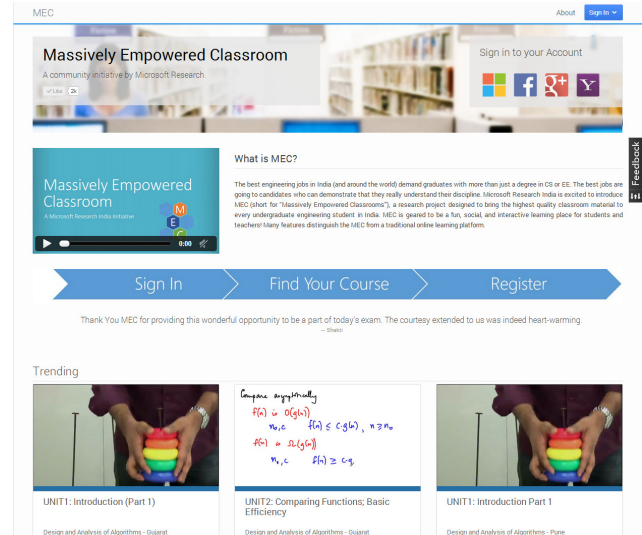 MEC
About
Sign In
Massively Empowered Classroom
A community initiative by Microsoft Research.
Like 2k
Sign in to your Account
Feedback
Massively Empowered
Classroom
A Microsoft Research India Initiative
M
E
C
0:00
What is MEC?
The best engineering jobs in India (and around the world) demand graduates with more than just a degree in CS or EE. The best jobs are
going to candidates who can demonstrate that they really understand their discipline. Microsoft Research India is excited to introduce
MEC (short for "Massively Empowered Classrooms"), a research project designed to bring the highest quality classroom material to
every undergraduate engineering student in India. MEC is geared to be a fun, social, and interactive learning place for students and
teachers! Many features distinguish the MEC from a traditional online learning platform.
Sign In
Find Your Course
Register
Thank You MEC for providing this wonderful opportunity to be a part of today's exam. The courtesy extended to us was indeed heart-warming.
-- Shakti
Trending
Compare asymptotically
f(n) is O(g(n))
n₀,c f(n) ≤ c·g(n), n ≥ n₀
f(n) is Ω(g(n))
n₀,c f(n) ≥ c·g
UNIT1: Introduction (Part 1)
Design and Analysis of Algorithms - Gujarat
UNIT2: Comparing Functions; Basic
Efficiency
Design and Analysis of Algorithms - Gujarat
UNIT1: Introduction Part 1
Design and Analysis of Algorithms - Pune